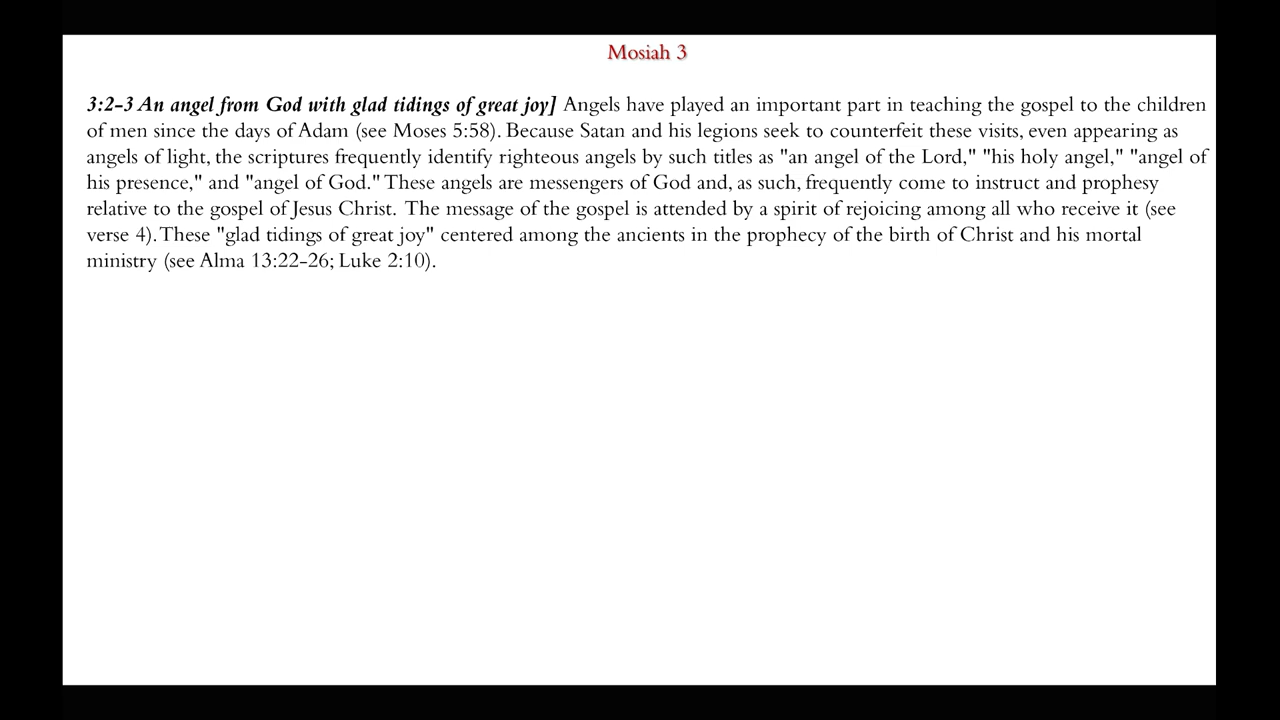 Mosiah 3
3:2-3 An angel from God with glad tidings of great joy] Angels have played an important part in teaching the gospel to the children
of men since the days of Adam (see Moses 5:58). Because Satan and his legions seek to counterfeit these visits, even appearing as
angels of light, the scriptures frequently identify righteous angels by such titles as "an angel of the Lord," "his holy angel," "angel of
his presence," and "angel of God." These angels are messengers of God and, as such, frequently come to instruct and prophesy
relative to the gospel of Jesus Christ. The message of the gospel is attended by a spirit of rejoicing among all who receive it (see
verse 4). These "glad tidings of great joy" centered among the ancients in the prophecy of the birth of Christ and his mortal
ministry (see Alma 13:22-26; Luke 2:10).